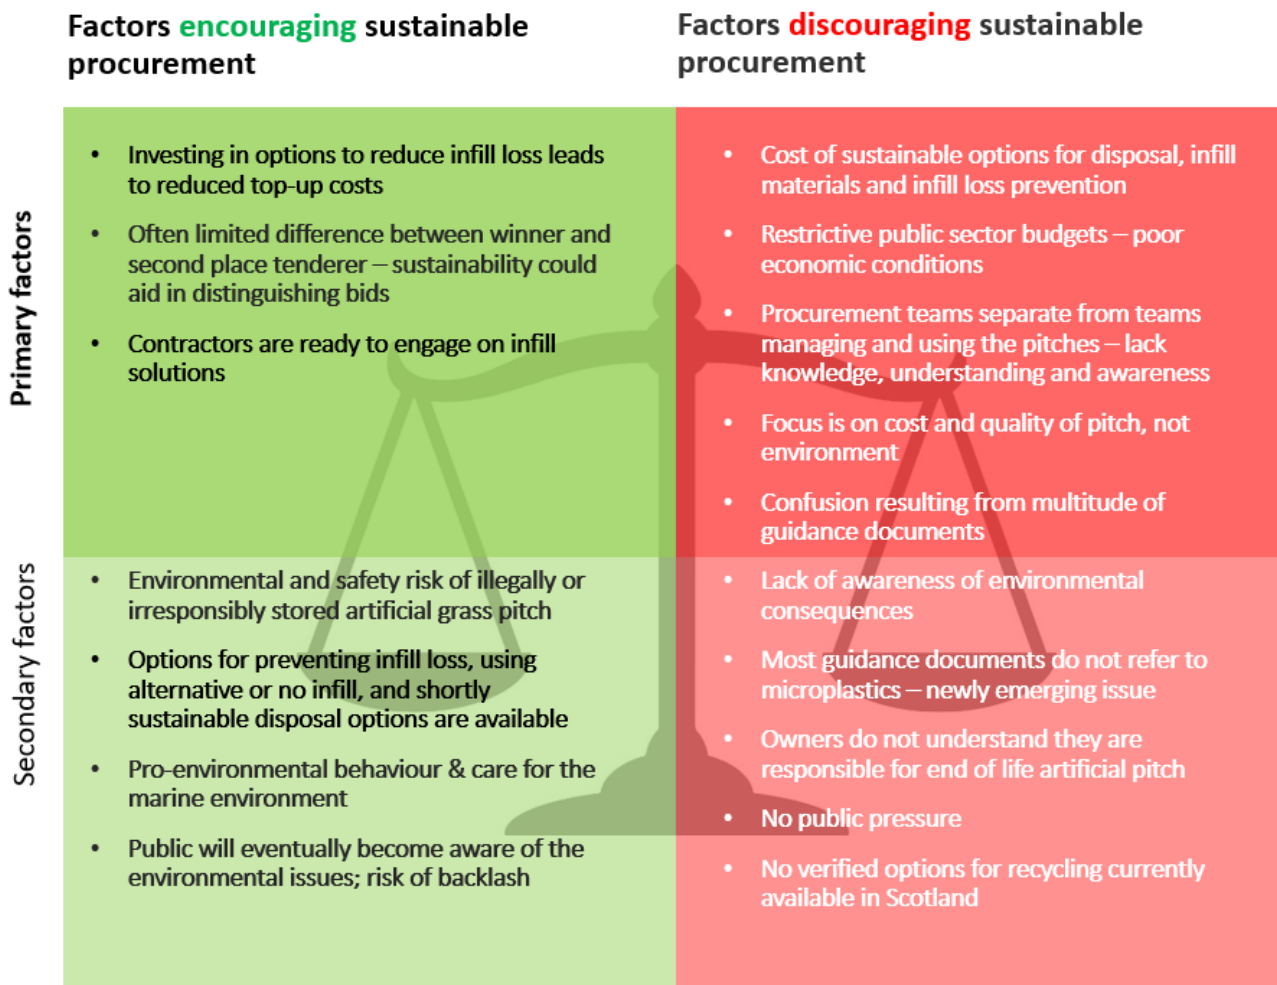 Factors encouraging sustainable
procurement
Factors discouraging sustainable
procurement
Primary factors
• Investing in options to reduce infill loss leads
to reduced top-up costs
• Often limited difference between winner and
second place tenderer – sustainability could
aid in distinguishing bids
• Contractors are ready to engage on infill
solutions
• Cost of sustainable options for disposal, infill
materials and infill loss prevention
• Restrictive public sector budgets – poor
economic conditions
• Procurement teams separate from teams
managing and using the pitches – lack
knowledge, understanding and awareness
• Focus is on cost and quality of pitch, not
environment
• Confusion resulting from multitude of
guidance documents
Secondary factors
• Environmental and safety risk of illegally or
irresponsibly stored artificial grass pitch
• Options for preventing infill loss, using
alternative or no infill, and shortly
sustainable disposal options are available
• Pro-environmental behaviour & care for the
marine environment
• Public will eventually become aware of the
environmental issues; risk of backlash
• Lack of awareness of environmental
consequences
• Most guidance documents do not refer to
microplastics – newly emerging issue
• Owners do not understand they are
responsible for end of life artificial pitch
• No public pressure
• No verified options for recycling currently
available in Scotland